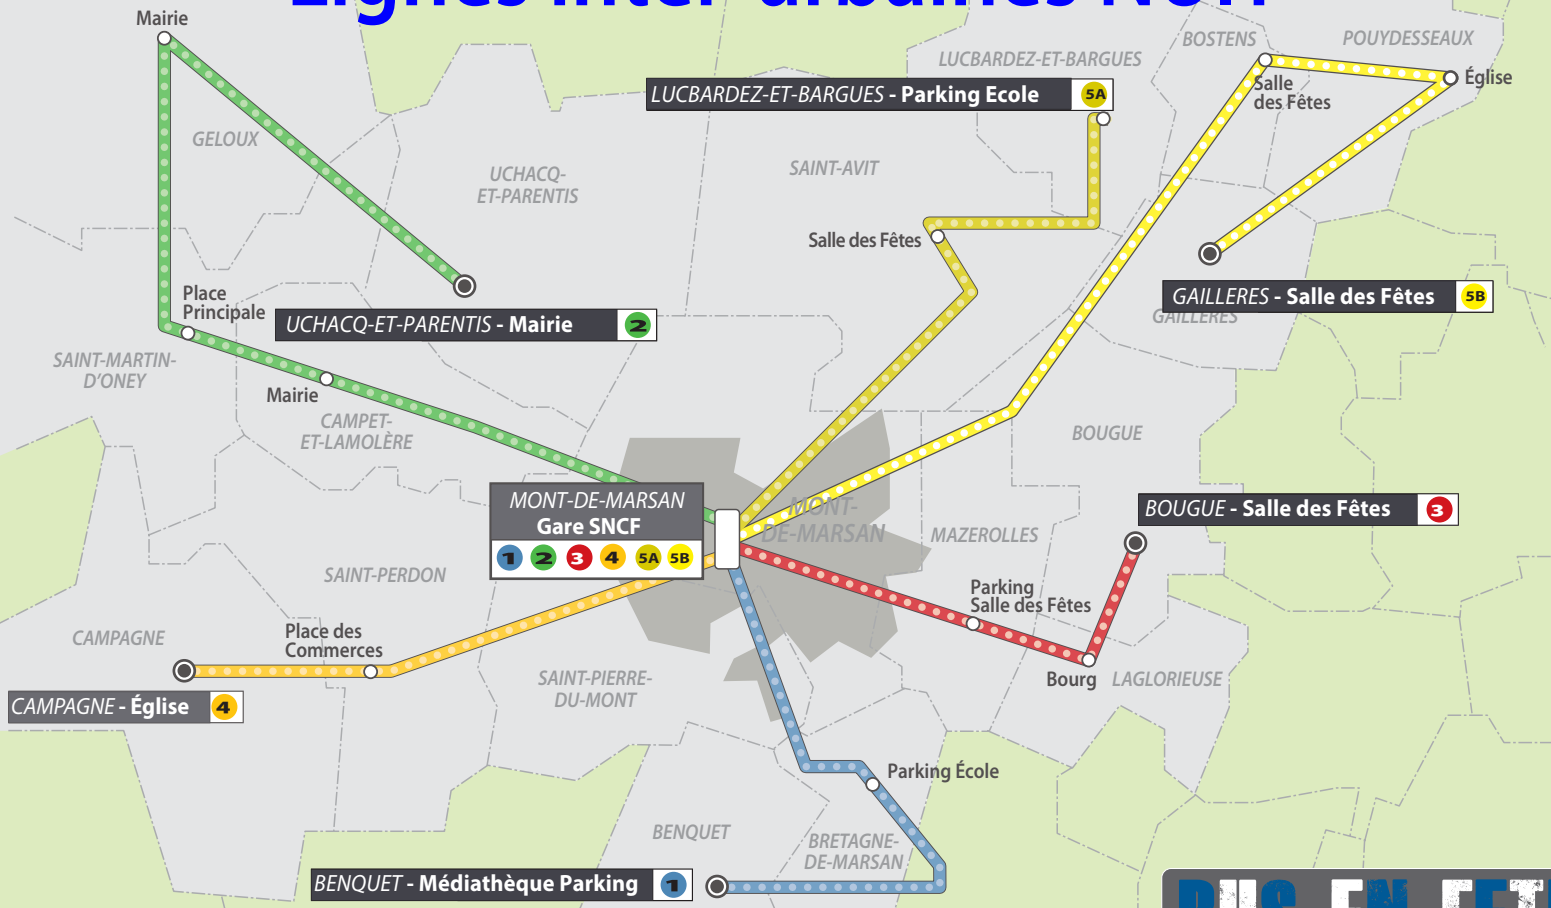 Lignes inter-urbaines
Mairie
BOSTENS
POUYDESSEAUX
LUCBARDEZ-ET-BARGUES
Église
Salle
des Fêtes
LUCBARDEZ-ET-BARGUES - Parking Ecole 5A
GELOUX
UCHACQ-
ET-PARENTIS
SAINT-AVIT
Salle des Fêtes
Place
Principale
UCHACQ-ET-PARENTIS - Mairie 2
GAILLERES - Salle des Fêtes 5B
GAILLERES
SAINT-MARTIN-
D'ONEY
Mairie
CAMPET-
ET-LAMOLÈRE
BOUGUE
MONT-DE-MARSAN
Gare SNCF
1 2 3 4 5A 5B
MONT-
DE-MARSAN
MAZEROLLES
BOUGUE - Salle des Fêtes 3
SAINT-PERDON
Parking
Salle des Fêtes
CAMPAGNE
Place des
Commerces
CAMPAGNE - Église 4
SAINT-PIERRE-
DU-MONT
Bourg
LAGLORIEUSE
Parking École
BENQUET
BRETAGNE-
DE-MARSAN
BENQUET - Médiathèque Parking 1
BUS EN